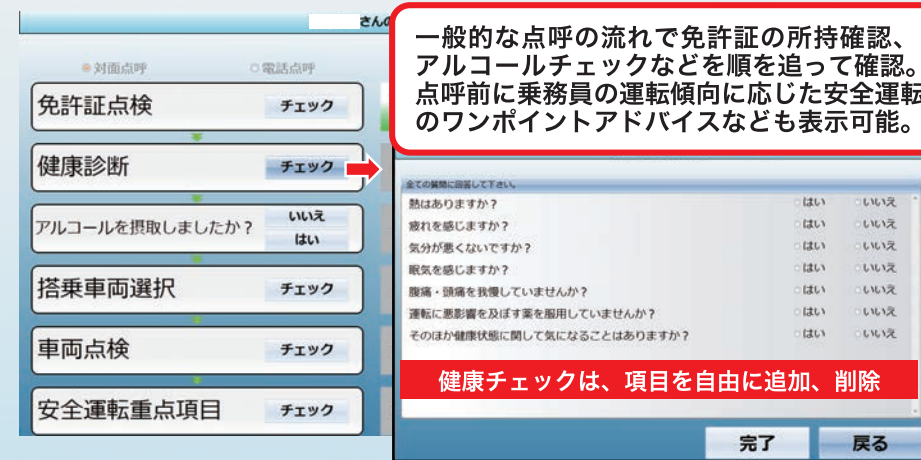 さんの
対面点呼
電話点呼
免許証点検
チェック
健康診断
チェック
アルコールを摂取しましたか？
いいえ
はい
搭乗車両選択
チェック
車両点検
チェック
安全運転重点項目
チェック
一般的な点呼の流れで免許証の所持確認、
アルコールチェックなどを順を追って確認。
点呼前に乗務員の運転傾向に応じた安全運転
のワンポイントアドバイスなども表示可能。
全ての質問に回答して下さい。
熱はありますか？ はい いいえ
疲れを感じますか？ はい いいえ
気分が悪くないですか？ はい いいえ
眠気を感じますか？ はい いいえ
腹痛・頭痛を我慢していませんか？ はい いいえ
運転に悪影響を及ぼす薬を服用していませんか？ はい いいえ
そのほか健康状態に関して気になることはありますか？ はい いいえ
健康チェックは、項目を自由に追加、削除
完了
戻る